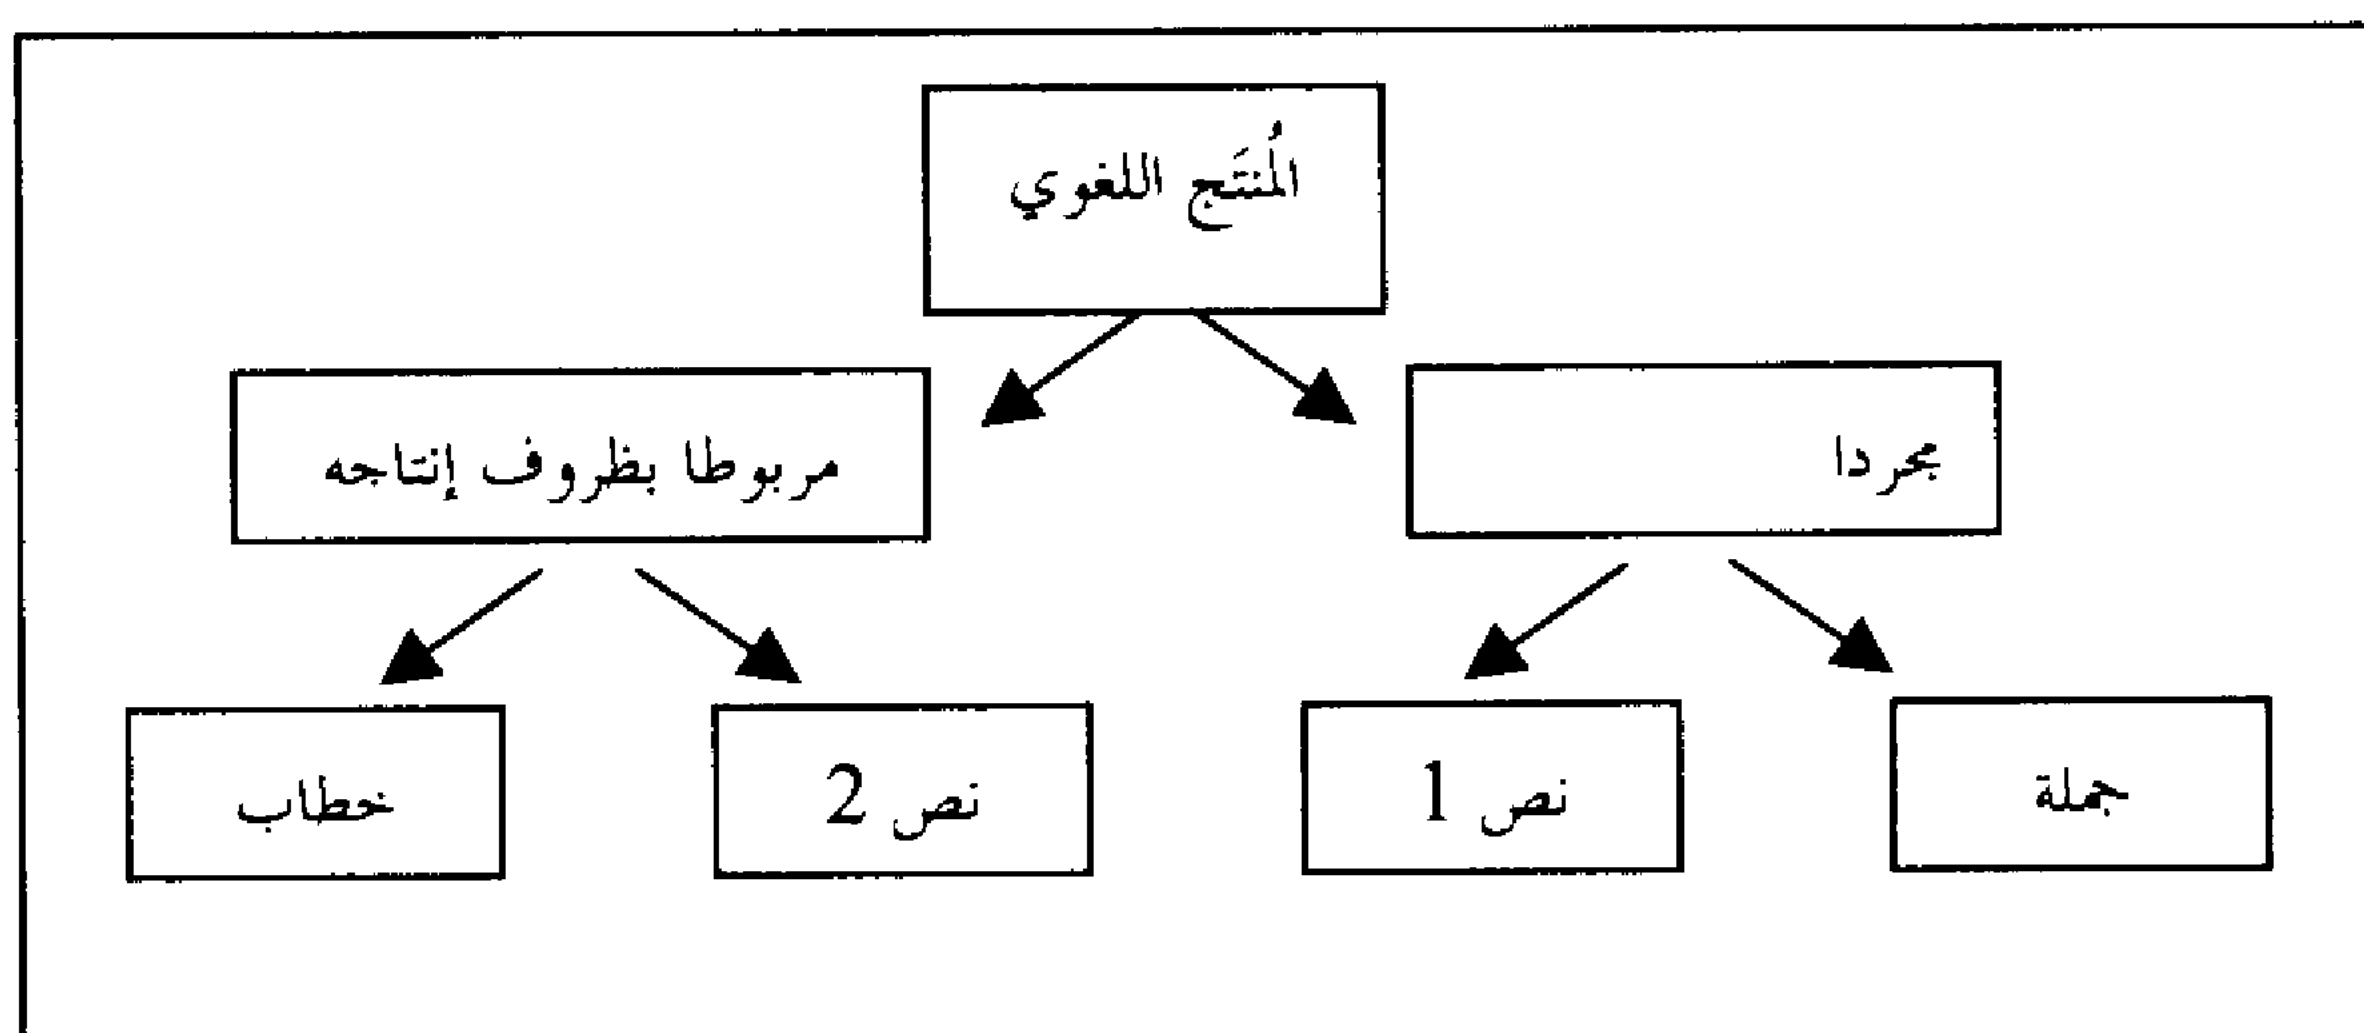 المُنتَج اللغوي
مجردا
مربوطا بظروف إنتاجه
جملة
نص 1
نص 2
خطاب